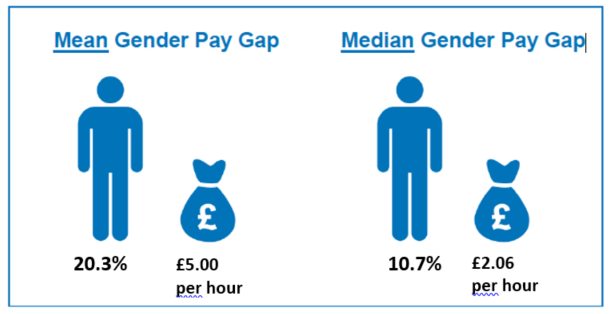 Mean Gender Pay Gap
Median Gender Pay Gap
£
£
20.3%
£5.00
per hour
10.7%
£2.06
per hour